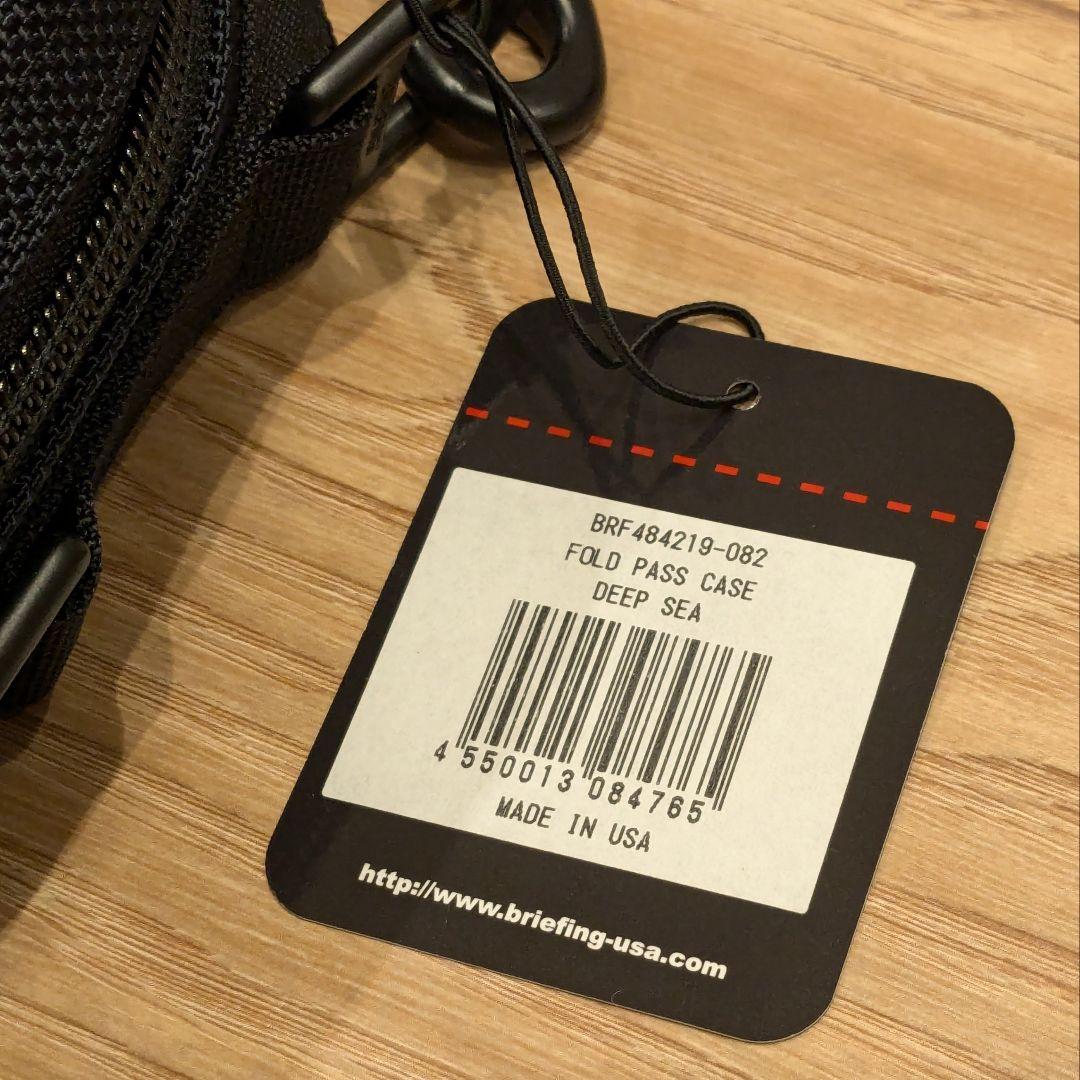 BRF484219-082
FOLD PASS CASE
DEEP SEA
4 550013 084765
MADE IN USA
http://www.briefing-usa.com